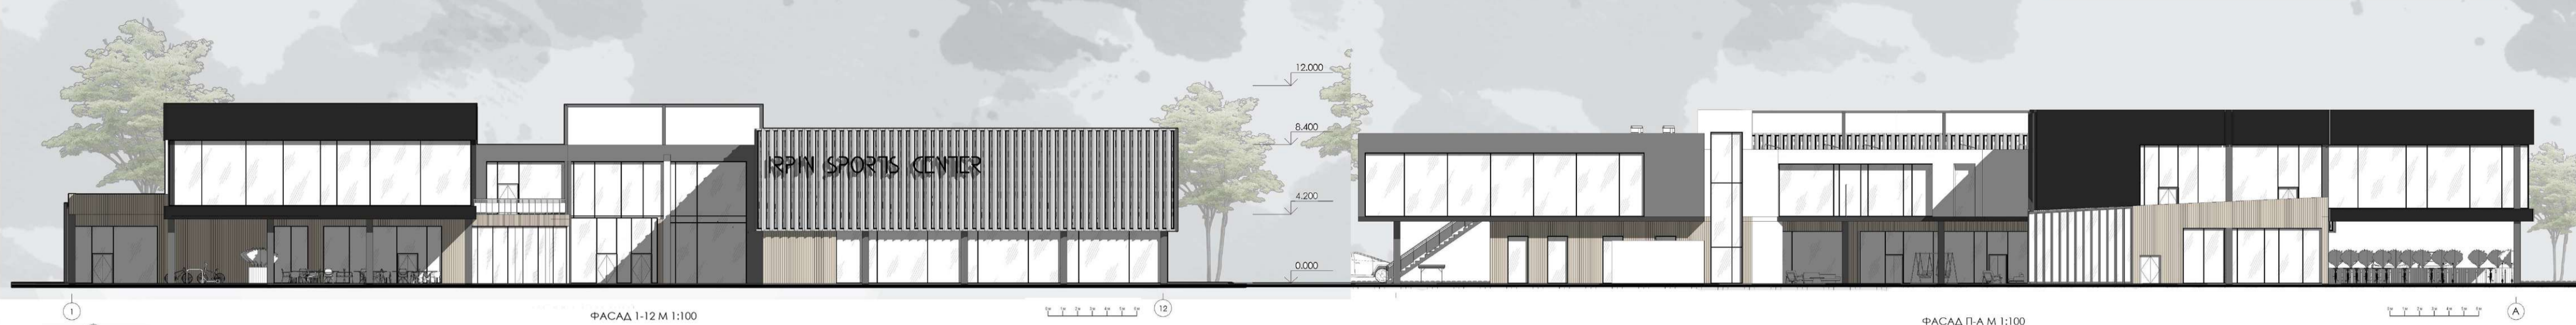 IRPIN SPORTS CENTER
12.000
8.400
4.200
0.000
1
12
ФАСАД 1-12 М 1:100
А
ФАСАД П-А М 1:100